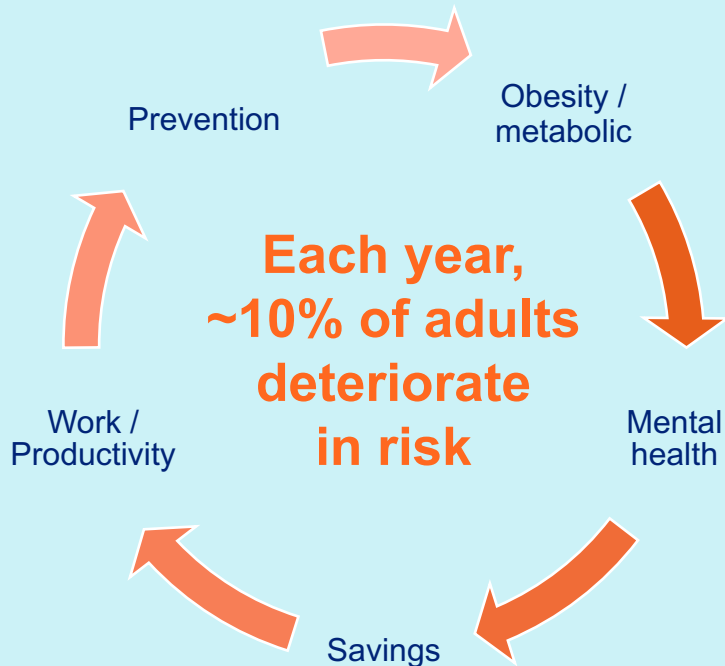 Prevention
Obesity /
metabolic
Each year,
~10% of adults
deteriorate
in risk
Work /
Productivity
Mental
health
Savings